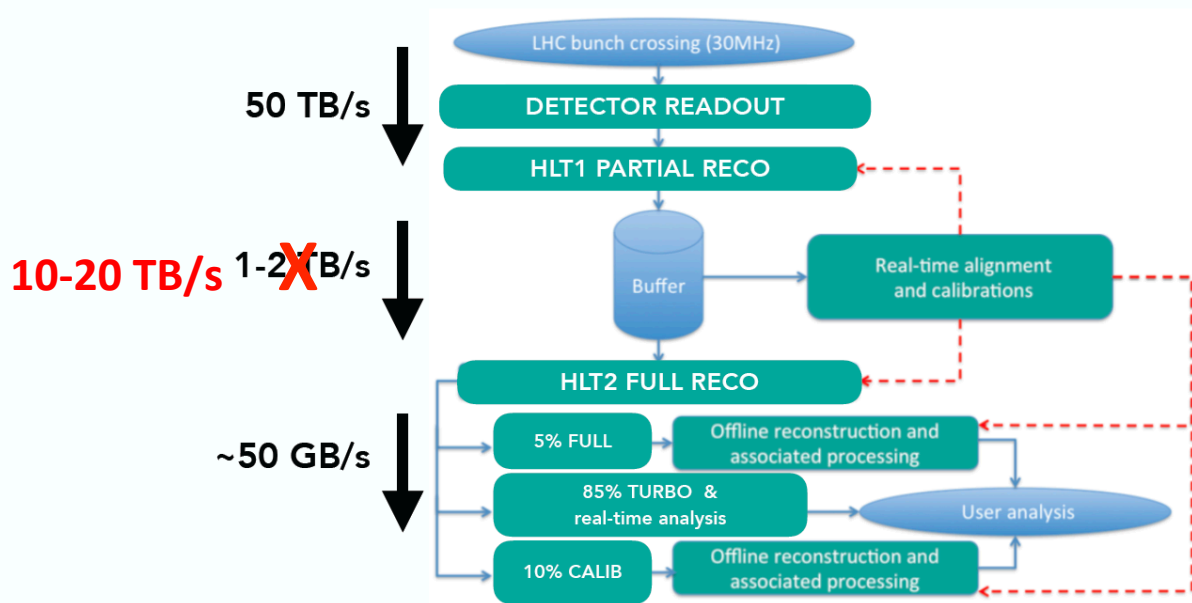 LHC bunch crossing (30MHz)
50 TB/s
DETECTOR READOUT
HLT1 PARTIAL RECO
10-20 TB/s
1-2 TB/s
X
Buffer
Real-time alignment
and calibrations
HLT2 FULL RECO
~50 GB/s
5% FULL
Offline reconstruction and
associated processing
85% TURBO &
real-time analysis
User analysis
10% CALIB
Offline reconstruction and
associated processing